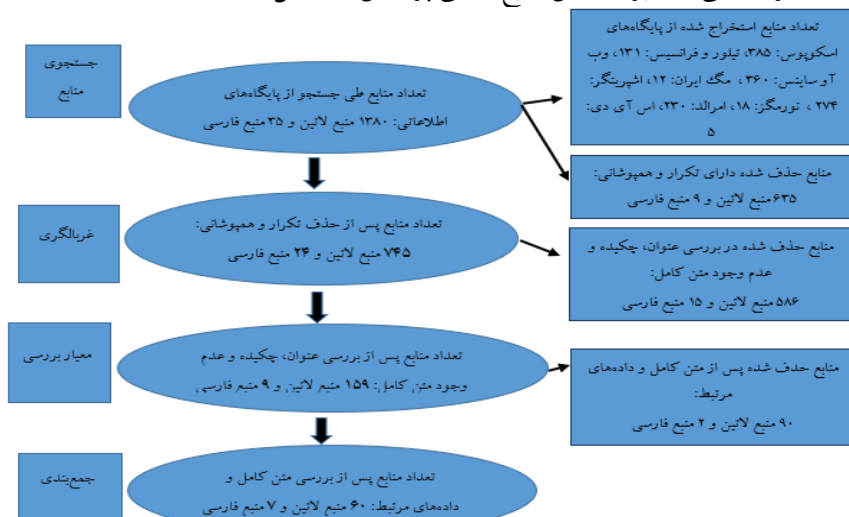 جستجوی
منابع
تعداد منابع طی جستجو از پایگاه‌های
اطلاعاتی: ۱۳۸۰ منبع لاتین و ۳۵ منبع فارسی
تعداد منابع استخراج شده از پایگاه‌های
اسکوپوس: ۳۸۵، تیلور و فرانسیس: ۱۳۱، وب
آو ساینس: ۳۶۰، مگ ایران: ۱۲، اشپرینگر:
۲۷۴ ، نورمگز: ۱۸، امرالد: ۲۳۰، اس آی دی:
۵
منابع حذف شده دارای تکرار و همپوشانی:
۶۳۵ منبع لاتین و ۹ منبع فارسی
غربالگری
تعداد منابع پس از حذف تکرار و همپوشانی:
۷۴۵ منبع لاتین و ۲۴ منبع فارسی
منابع حذف شده در بررسی عنوان، چکیده و
عدم وجود متن کامل:
۵۸۶ منبع لاتین و ۱۵ منبع فارسی
معیار بررسی
تعداد منابع پس از بررسی عنوان، چکیده و عدم
وجود متن کامل: ۱۵۹ منبع لاتین و ۹ منبع فارسی
منابع حذف شده پس از متن کامل و داده‌های
مرتبط:
۹۰ منبع لاتین و ۲ منبع فارسی
جمع‌بندی
تعداد منابع پس از بررسی متن کامل و
داده‌های مرتبط: ۶۰ منبع لاتین و ۷ منبع فارسی